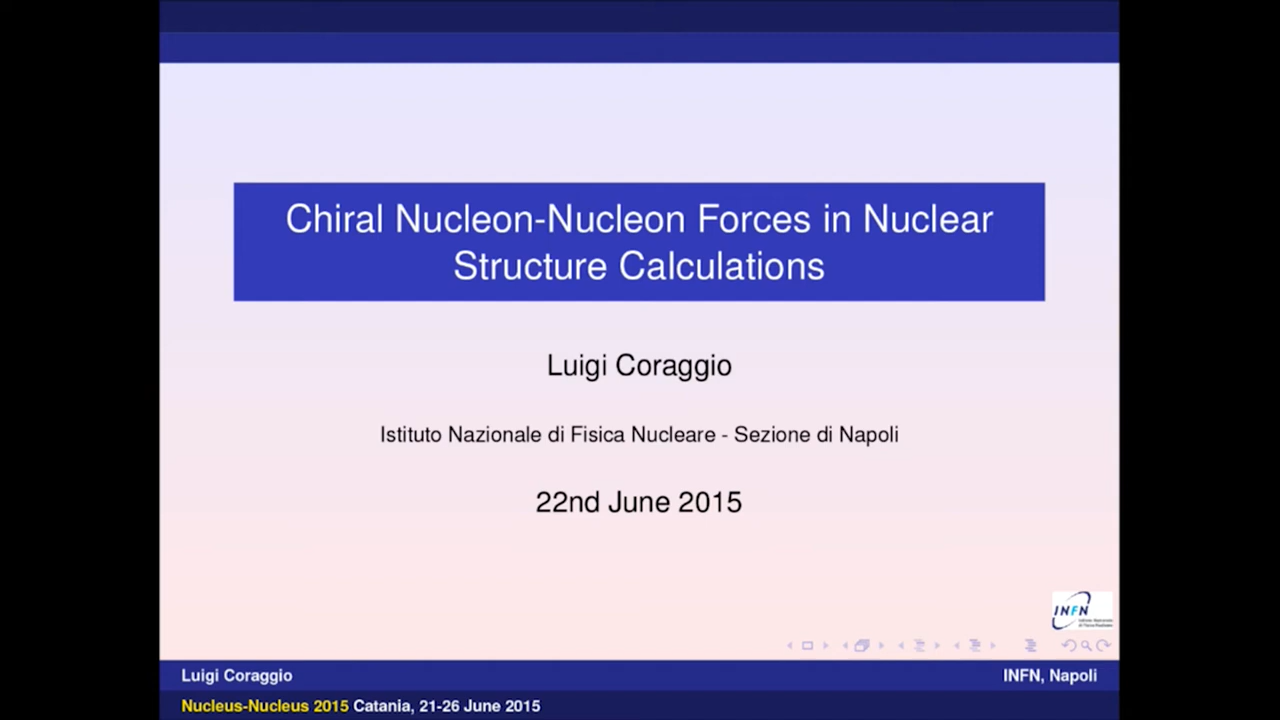 Chiral Nucleon-Nucleon Forces in Nuclear
Structure Calculations
Luigi Coraggio
Istituto Nazionale di Fisica Nucleare - Sezione di Napoli
22nd June 2015
INFN
Luigi Coraggio
INFN, Napoli
Nucleus-Nucleus 2015 Catania, 21-26 June 2015